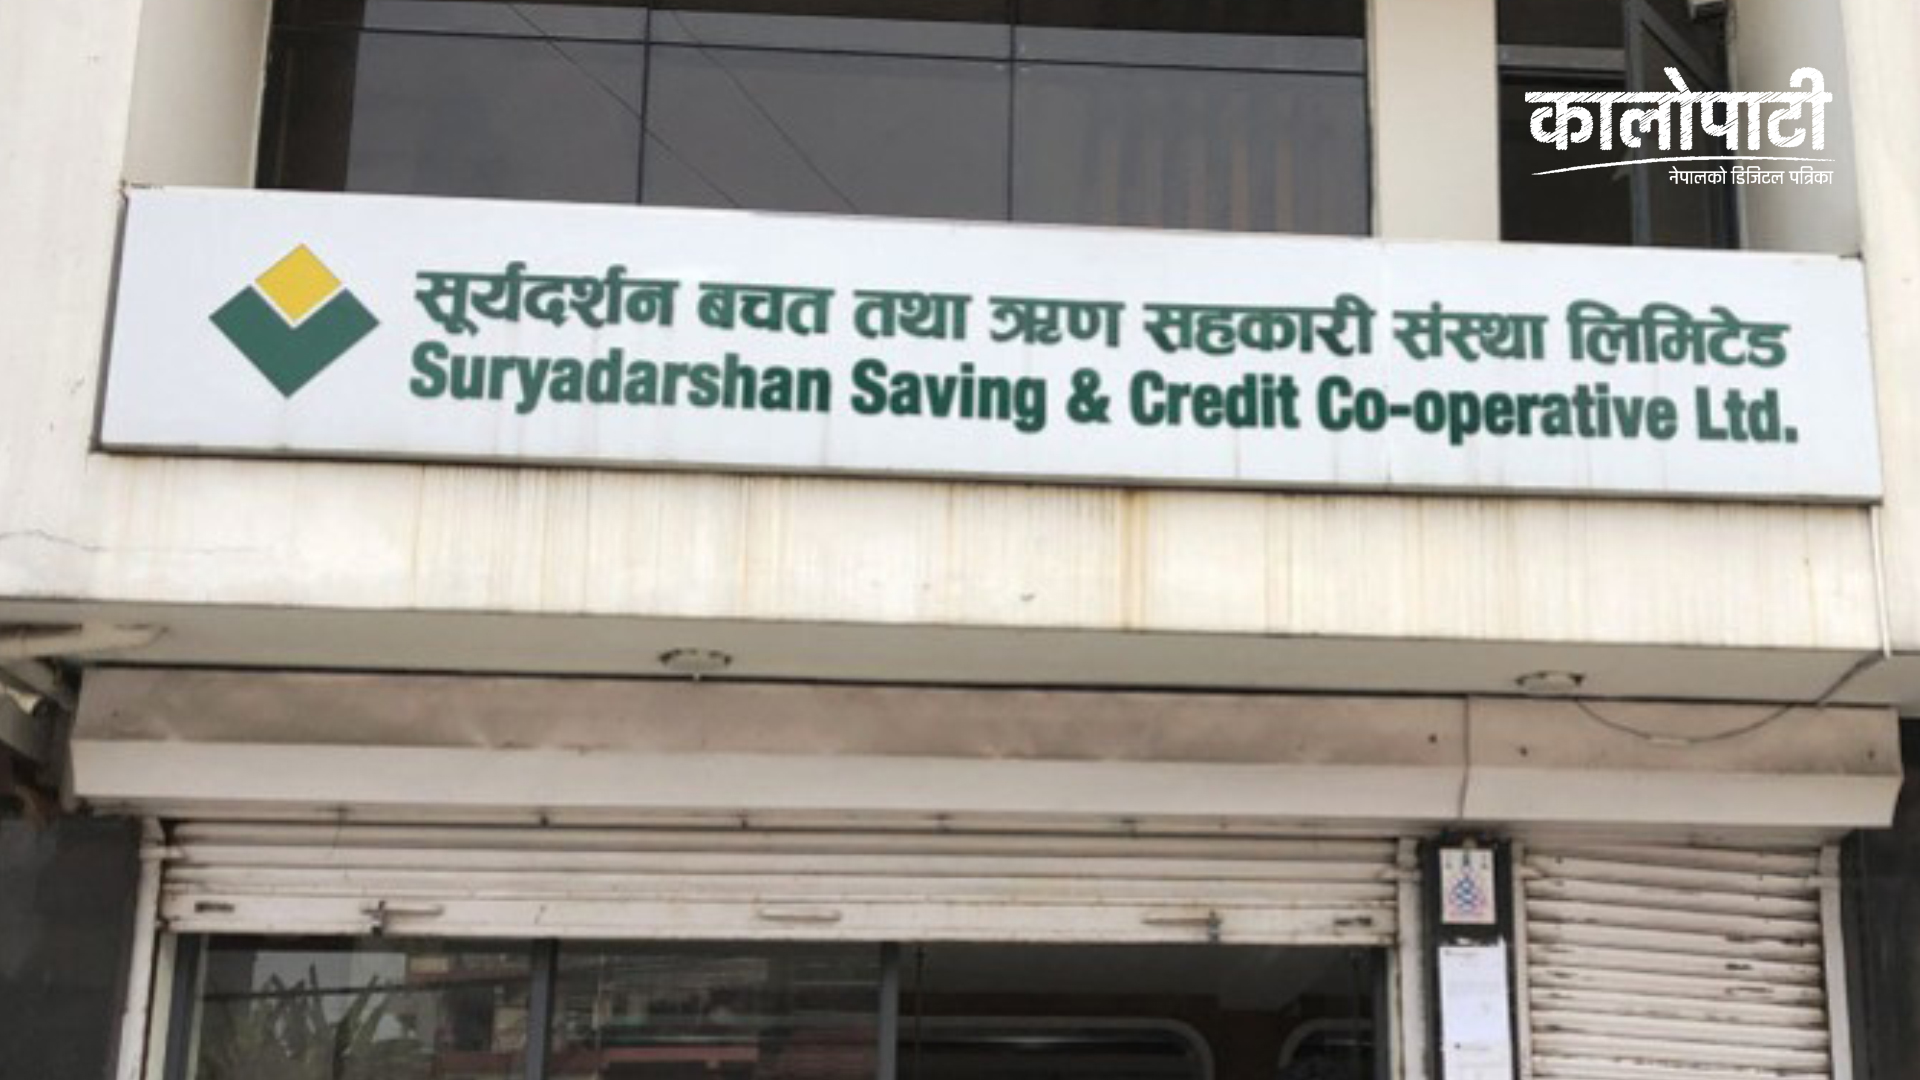 कालोपाटी
नेपालको डिजिटल पत्रिका
सूर्यदर्शन बचत तथा ऋण सहकारी संस्था लिमिटेड
Suryadarshan Saving & Credit Co-operative Ltd.